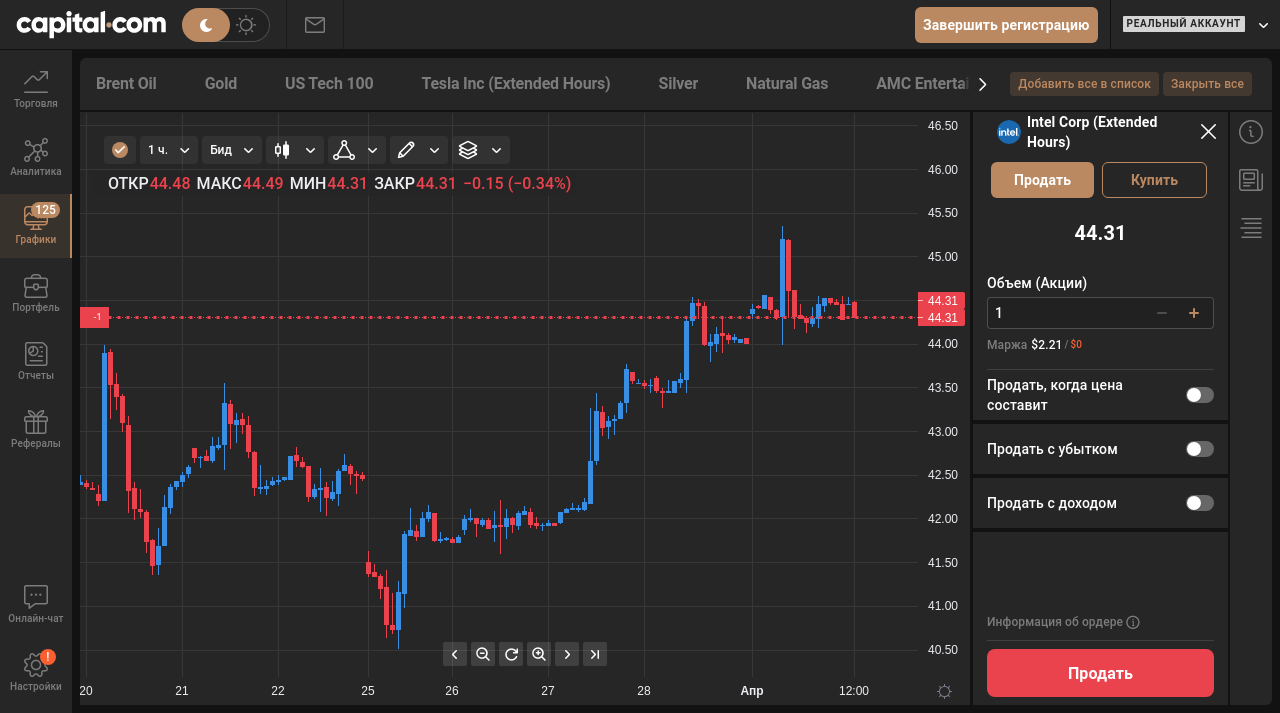 capital.com
Завершить регистрацию
РЕАЛЬНЫЙ АККАУНТ
Торговля
Аналитика
125
Графики
Портфель
Отчеты
Рефералы
Онлайн-чат
!
Настройки
Brent Oil
Gold
US Tech 100
Tesla Inc (Extended Hours)
Silver
Natural Gas
AMC Enterta
Добавить все в список
Закрыть все
1 ч.
Бид
ОТКР44.48 МАКС44.49 МИН44.31 ЗАКР44.31 −0.15 (−0.34%)
-1
46.50
46.00
45.50
45.00
44.31
44.31
44.00
43.50
43.00
42.50
42.00
41.50
41.00
40.50
20
21
22
25
26
27
28
Апр
12:00
intel
Intel Corp (Extended
Hours)
Продать
Купить
44.31
Объем (Акции)
1
Маржа $2.21 / $0
Продать, когда цена
составит
Продать с убытком
Продать с доходом
Информация об ордере
Продать